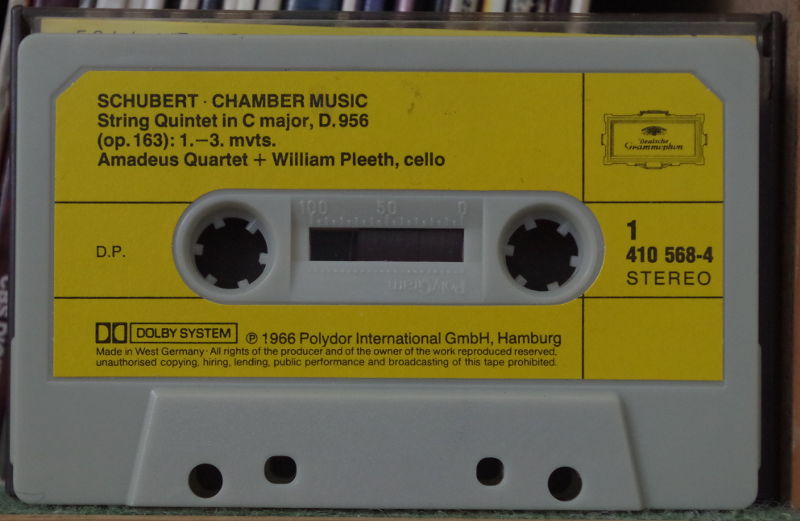 SCHUBERT · CHAMBER MUSIC
String Quintet in C major, D. 956
(op. 163): 1.–3. mvts.
Amadeus Quartet + William Pleeth, cello
Deutsche
Grammophon
100 50 0
D.P.
1
410 568-4
STEREO
PolyGram
DOLBY SYSTEM ℗ 1966 Polydor International GmbH, Hamburg
Made in West Germany · All rights of the producer and of the owner of the work reproduced reserved,
unauthorised copying, hiring, lending, public performance and broadcasting of this tape prohibited.
CBS